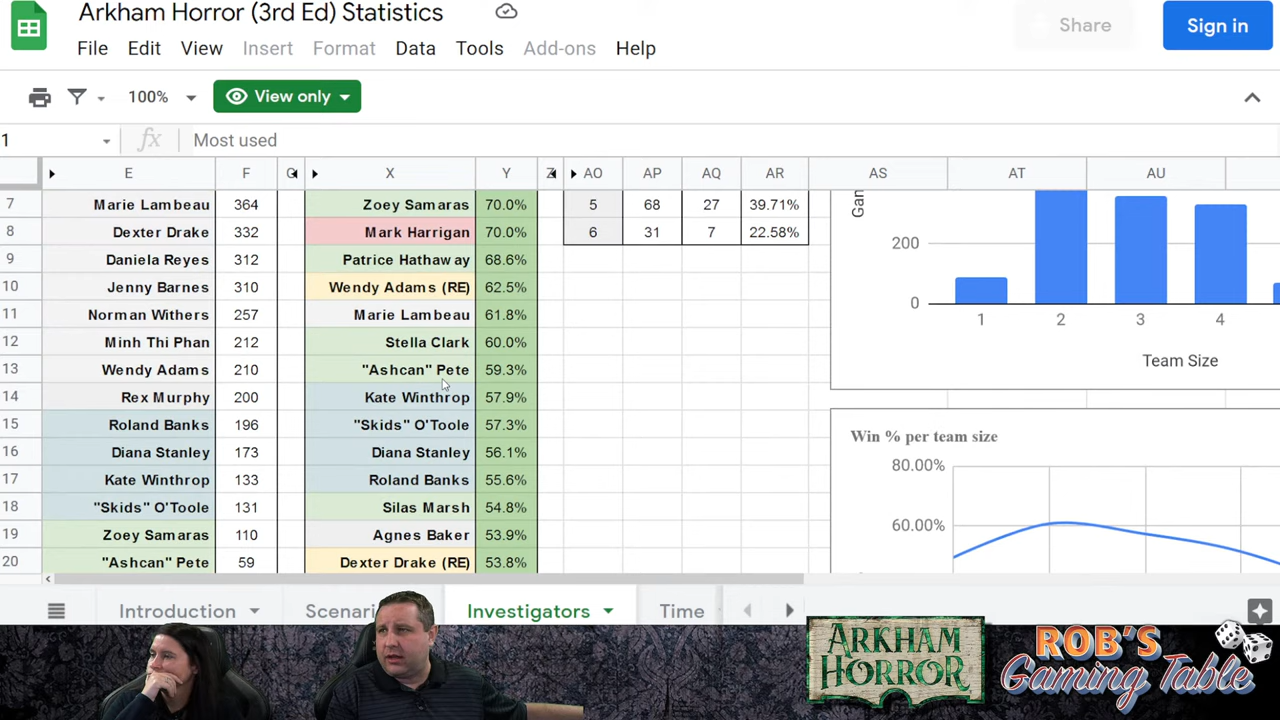 Arkham Horror (3rd Ed) Statistics
Share
Sign in
File Edit View Insert Format Data Tools Add-ons Help
100% View only
1 fx Most used
E F G X Y Z AO AP AQ AR AS AT AU
7 Marie Lambeau 364 Zoey Samaras 70.0% 5 68 27 39.71%
8 Dexter Drake 332 Mark Harrigan 70.0% 6 31 7 22.58%
9 Daniela Reyes 312 Patrice Hathaway 68.6%
10 Jenny Barnes 310 Wendy Adams (RE) 62.5%
11 Norman Withers 257 Marie Lambeau 61.8%
12 Minh Thi Phan 212 Stella Clark 60.0%
13 Wendy Adams 210 "Ashcan" Pete 59.3%
14 Rex Murphy 200 Kate Winthrop 57.9%
15 Roland Banks 196 "Skids" O'Toole 57.3%
16 Diana Stanley 173 Diana Stanley 56.1%
17 Kate Winthrop 133 Roland Banks 55.6%
18 "Skids" O'Toole 131 Silas Marsh 54.8%
19 Zoey Samaras 110 Agnes Baker 53.9%
20 "Ashcan" Pete 59 Dexter Drake (RE) 53.8%
Gan
200
0
1 2 3 4
Team Size
Win % per team size
80.00%
60.00%
Introduction Scenari Investigators Time
ARKHAM
HORROR
ROB'S
Gaming Table